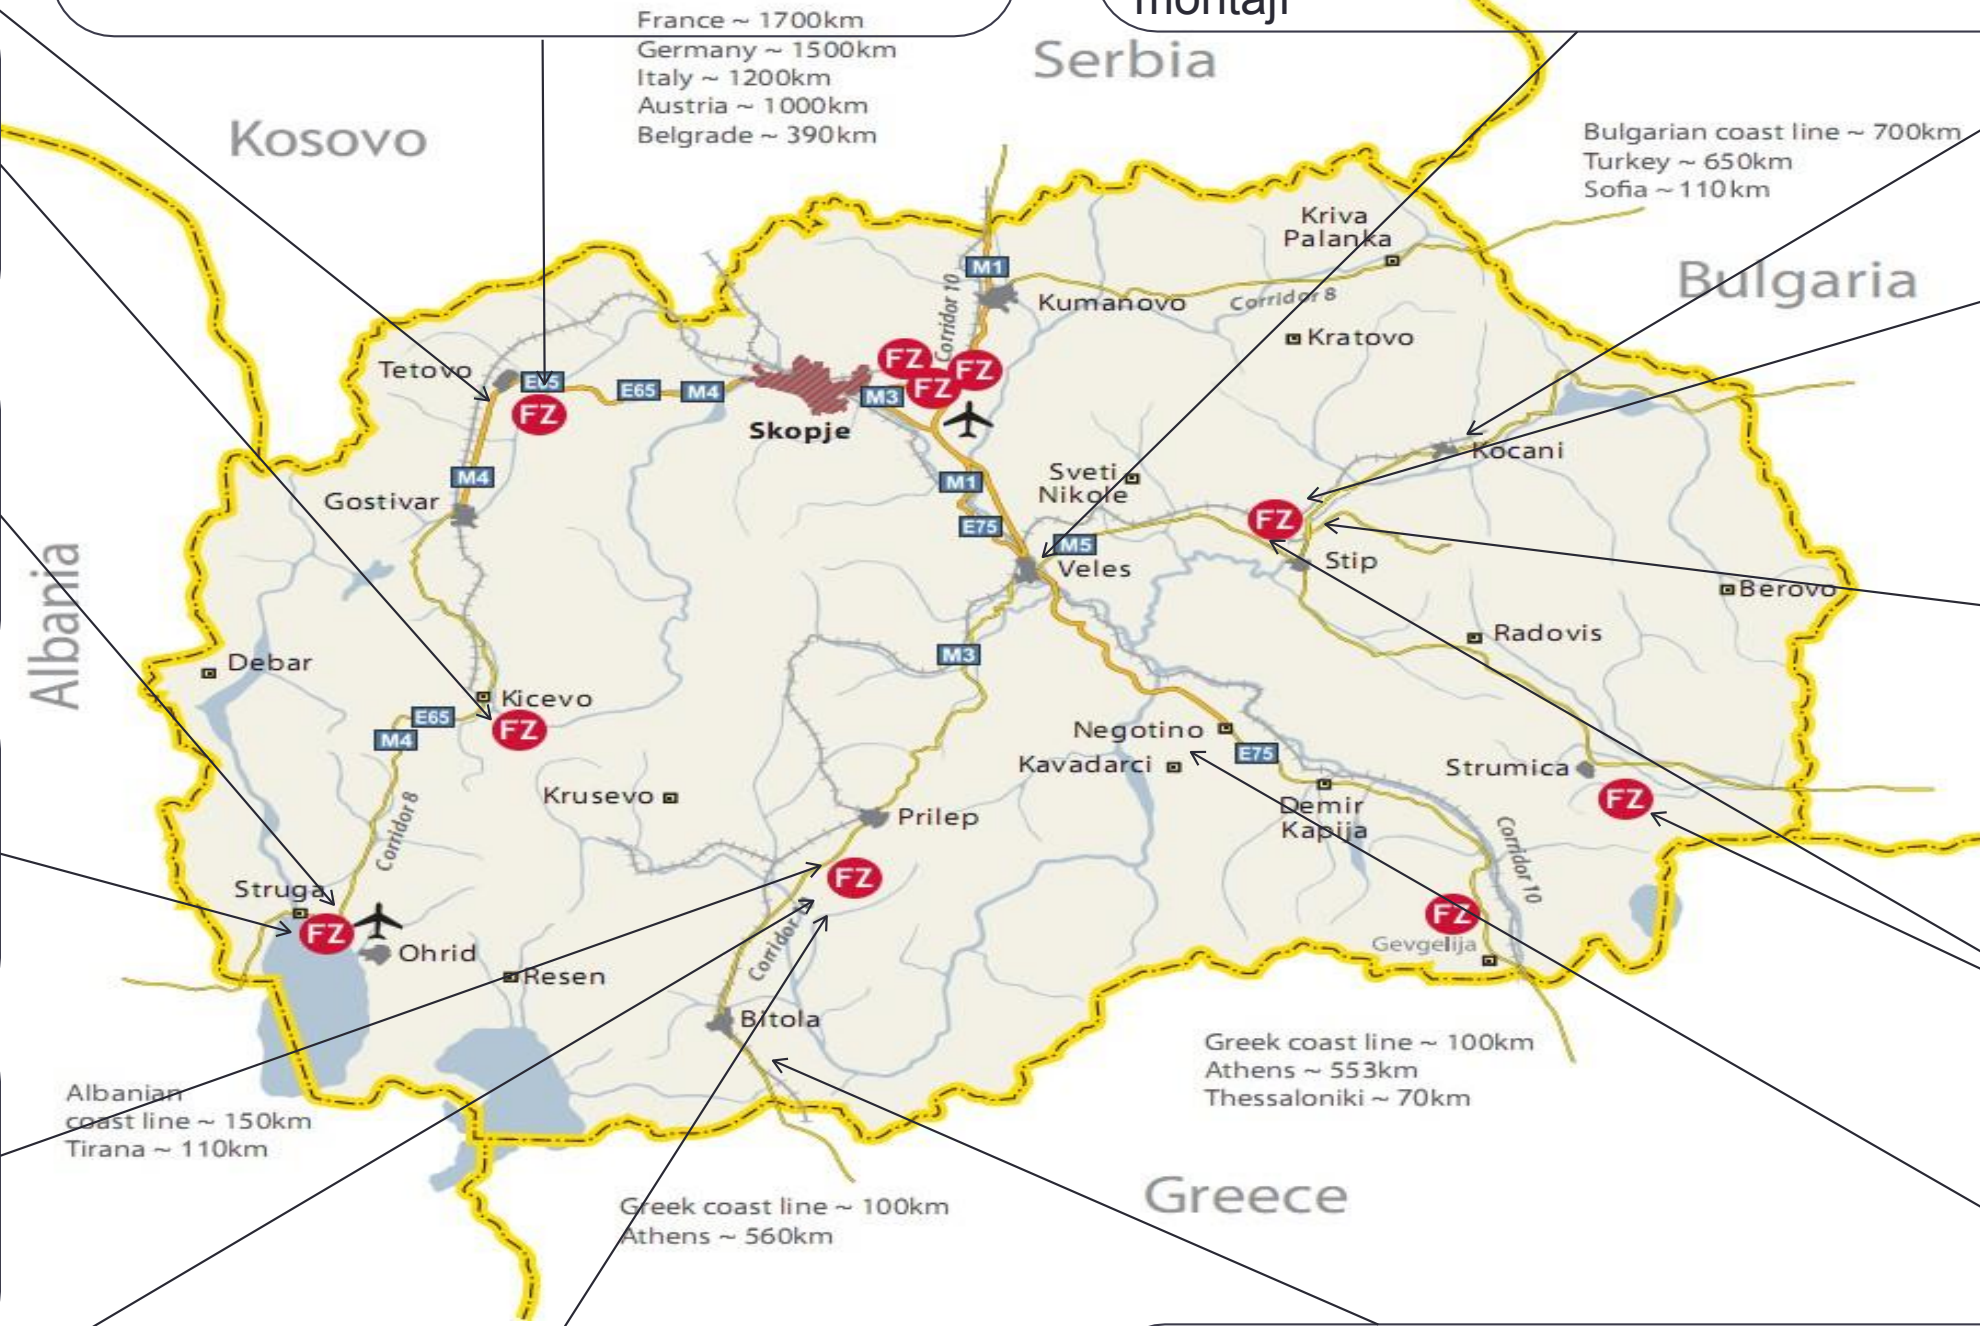 montajı
France ~ 1700km
Germany ~ 1500km
Italy ~ 1200km
Austria ~ 1000km
Belgrade ~ 390km
Serbia
Kosovo
Bulgarian coast line ~ 700km
Turkey ~ 650km
Sofia ~ 110km
Kriva
Palanka
Bulgaria
M1
Corridor 10
Kumanovo
Corridor 8
Kratovo
Tetovo
E65
FZ
E65
M4
Skopje
M3
FZ
FZ
FZ
M4
Gostivar
M1
E75
Sveti
Nikole
Kocani
FZ
M5
Veles
Stip
Berovo
Albania
Radovis
Debar
M3
Kicevo
FZ
E65
M4
Negotino
Kavadarci
E75
Strumica
FZ
Demir
Kapija
Krusevo
Prilep
Corridor 8
Corridor 10
FZ
Struga
FZ
Ohrid
FZ
Gevgelija
Resen
Corridor
Bitola
Greek coast line ~ 100km
Athens ~ 553km
Thessaloniki ~ 70km
Albanian
coast line ~ 150km
Tirana ~ 110km
Greece
Greek coast line ~ 100km
Athens ~ 560km